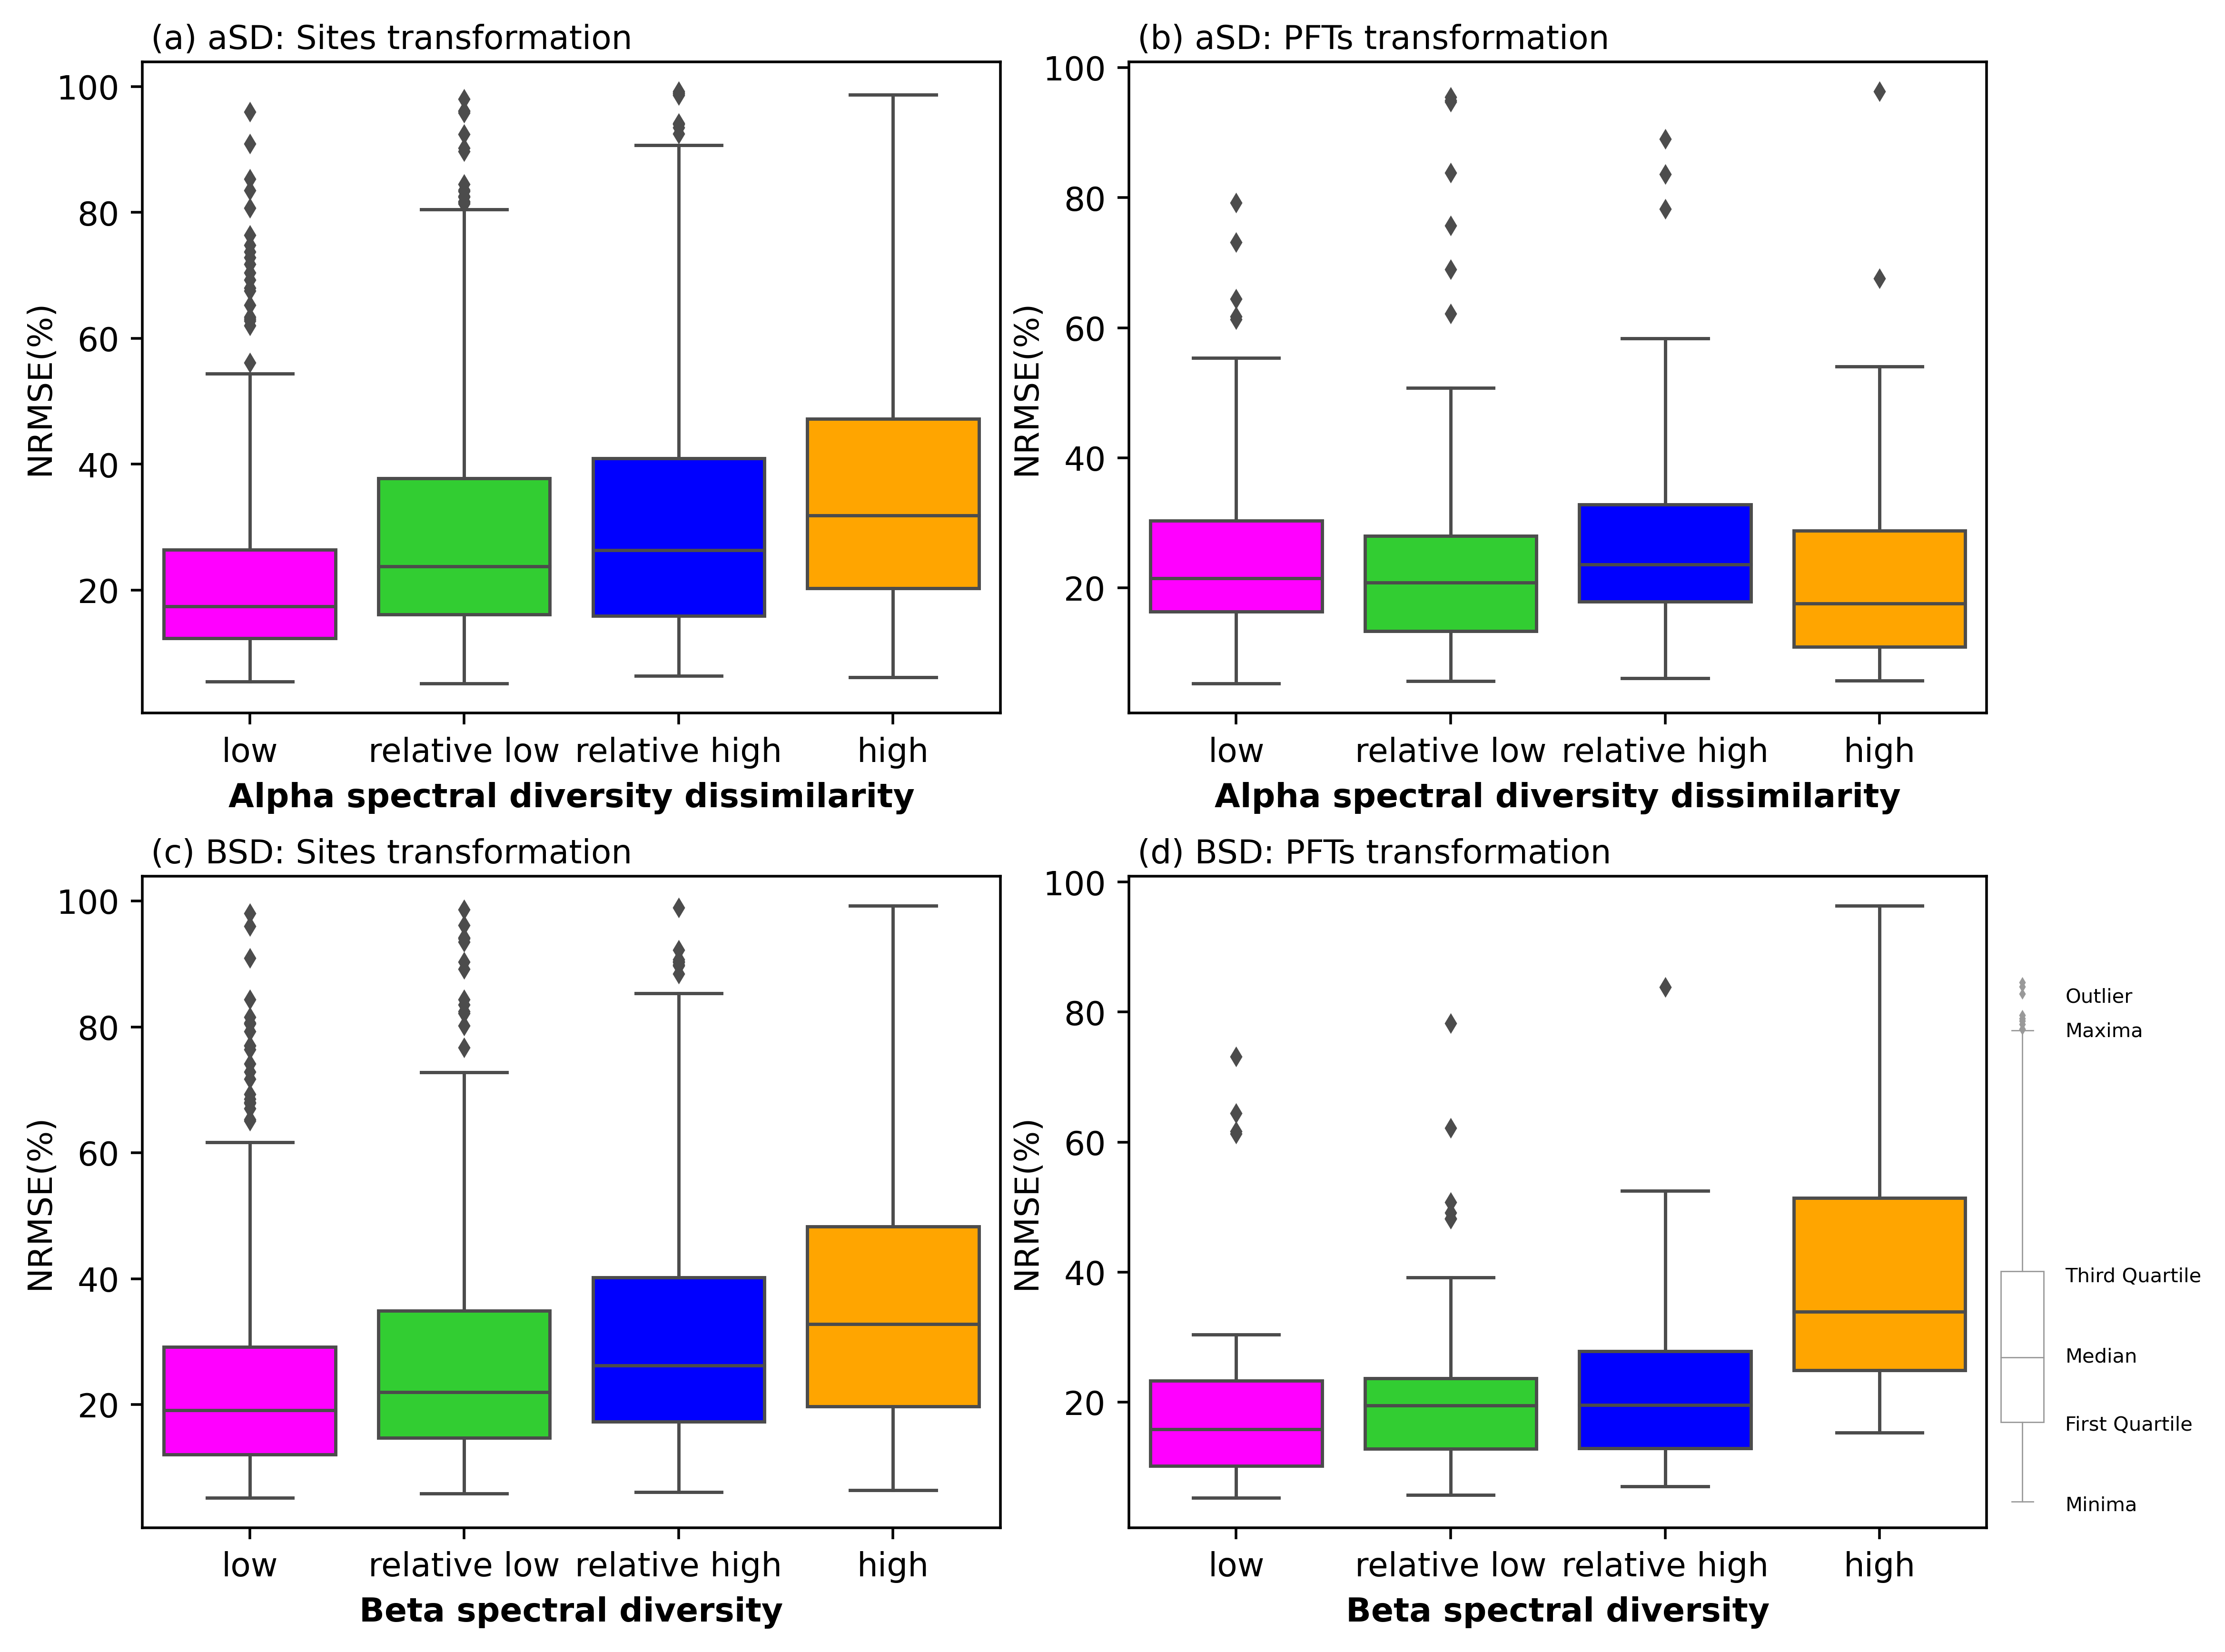 (a) aSD: Sites transformation
100
80
60
40
20
NRMSE(%)
low relative low relative high high
Alpha spectral diversity dissimilarity
(b) aSD: PFTs transformation
100
80
60
40
20
NRMSE(%)
low relative low relative high high
Alpha spectral diversity dissimilarity
(c) BSD: Sites transformation
100
80
60
40
20
NRMSE(%)
low relative low relative high high
Beta spectral diversity
(d) BSD: PFTs transformation
100
80
60
40
20
NRMSE(%)
low relative low relative high high
Beta spectral diversity
Outlier
Maxima
Third Quartile
Median
First Quartile
Minima